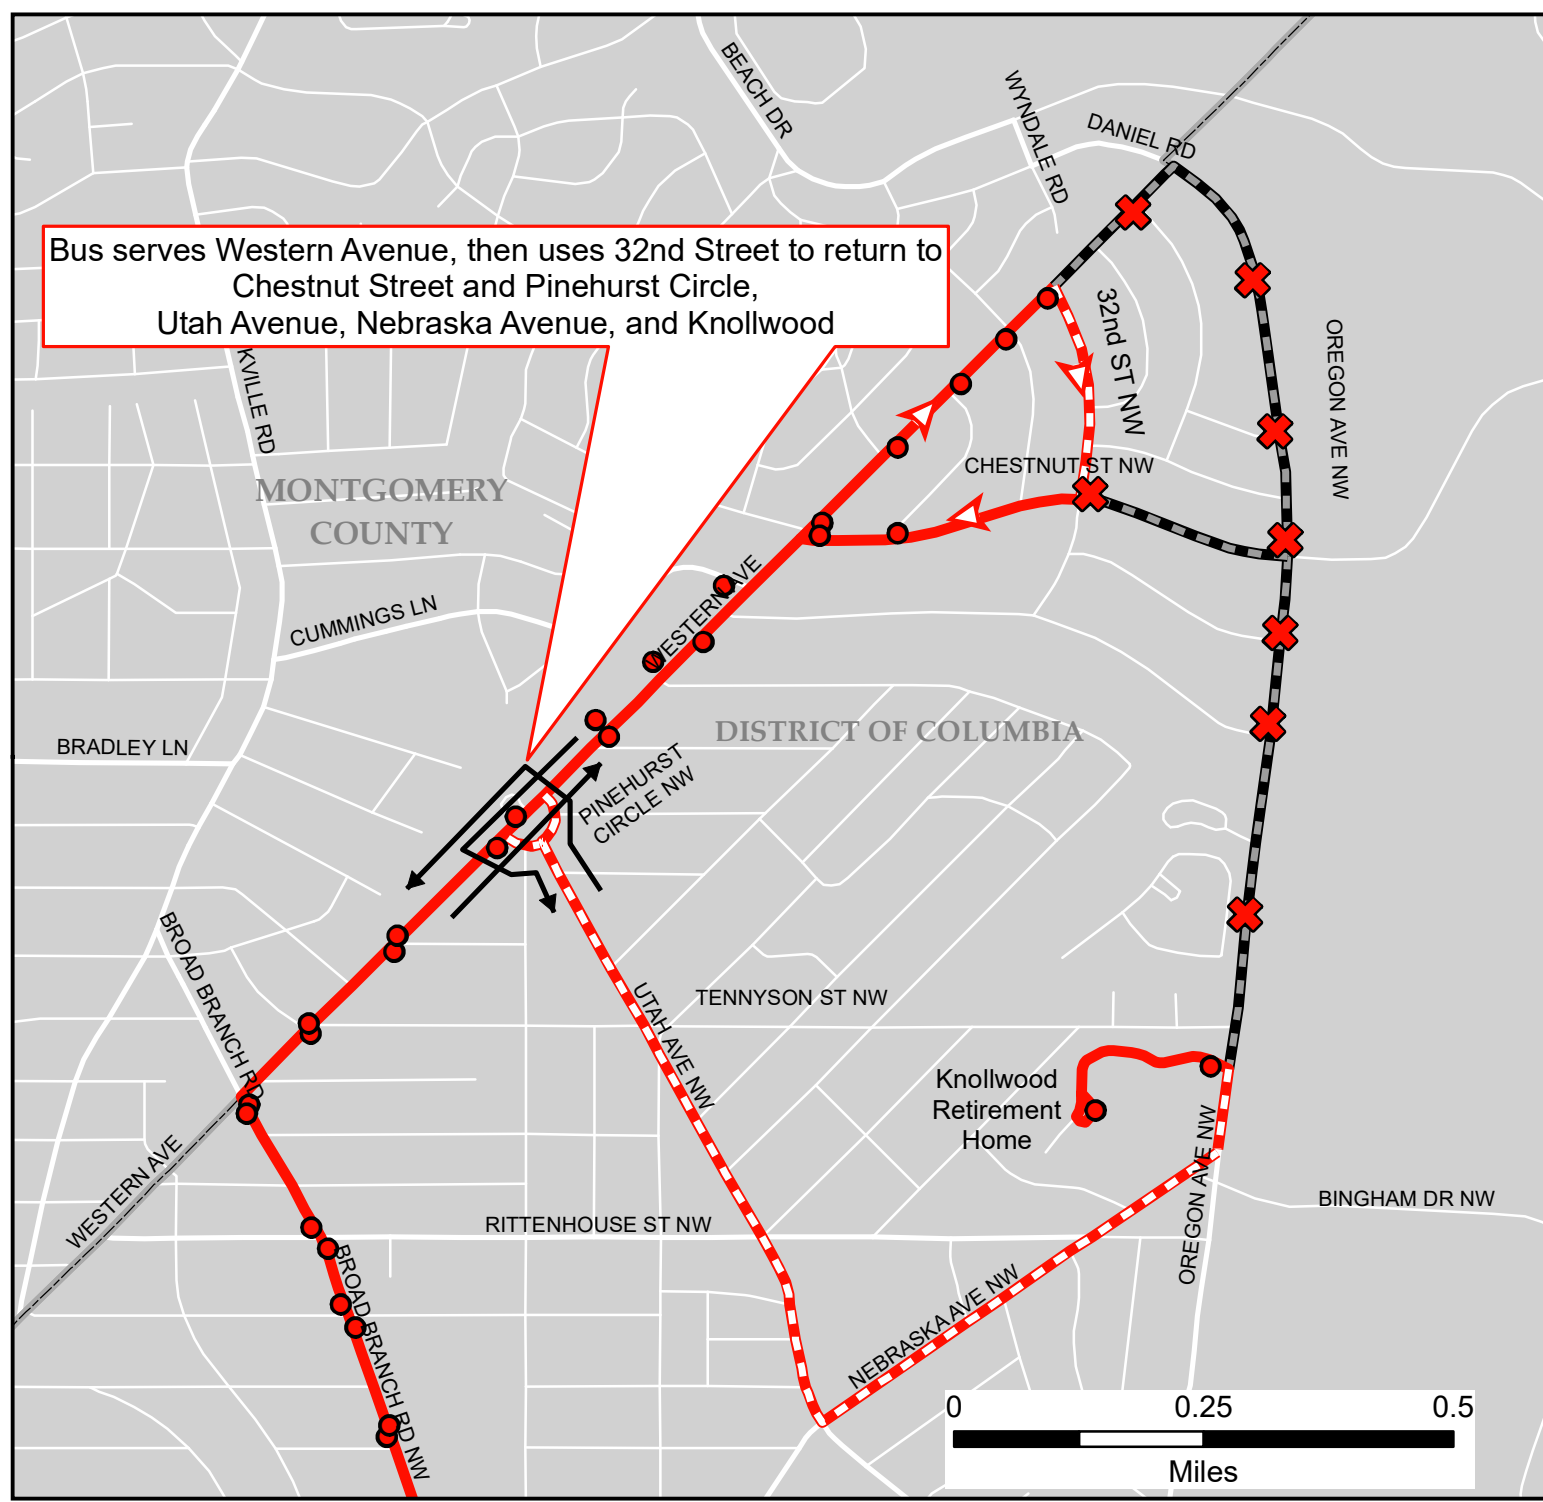 BEACH DR
WYNDALE RD
DANIEL RD
Bus serves Western Avenue, then uses 32nd Street to return to
Chestnut Street and Pinehurst Circle,
Utah Avenue, Nebraska Avenue, and Knollwood
32nd ST NW
OREGON AVE NW
KVILLE RD
CHESTNUT ST NW
MONTGOMERY
COUNTY
WESTERN AVE
CUMMINGS LN
DISTRICT OF COLUMBIA
BRADLEY LN
PINEHURST
CIRCLE NW
BROAD BRANCH RD
UTAH AVE NW
TENNYSON ST NW
Knollwood
Retirement
Home
OREGON AVE NW
WESTERN AVE
RITTENHOUSE ST NW
BINGHAM DR NW
BROAD BRANCH RD NW
NEBRASKA AVE NW
0 0.25 0.5
Miles